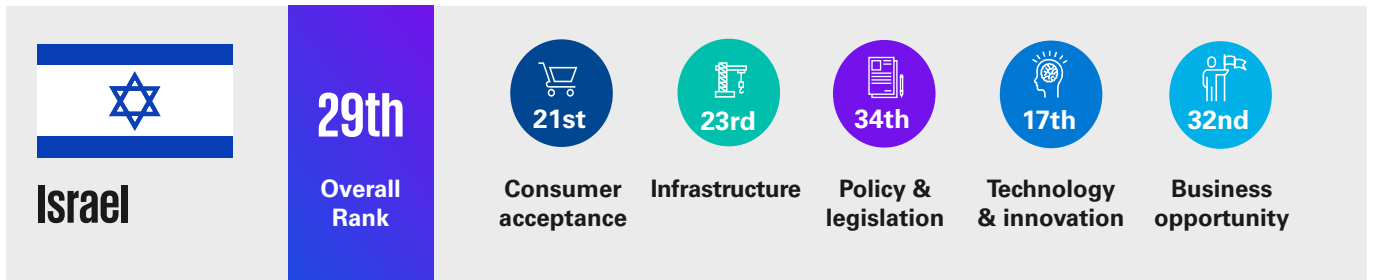 Israel
29th
Overall
Rank
21st
Consumer
acceptance
23rd
Infrastructure
34th
Policy &
legislation
17th
Technology
& innovation
32nd
Business
opportunity